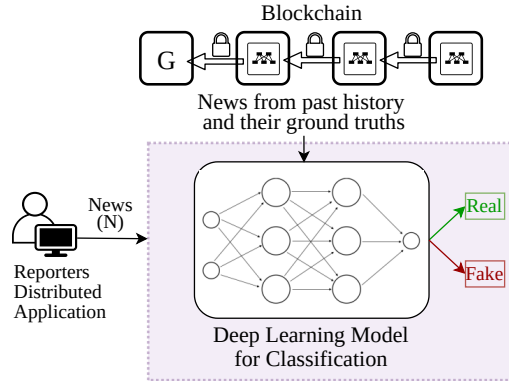 Blockchain
G
News from past history
and their ground truths
News
(N)
Real
Fake
Reporters
Distributed
Application
Deep Learning Model
for Classification